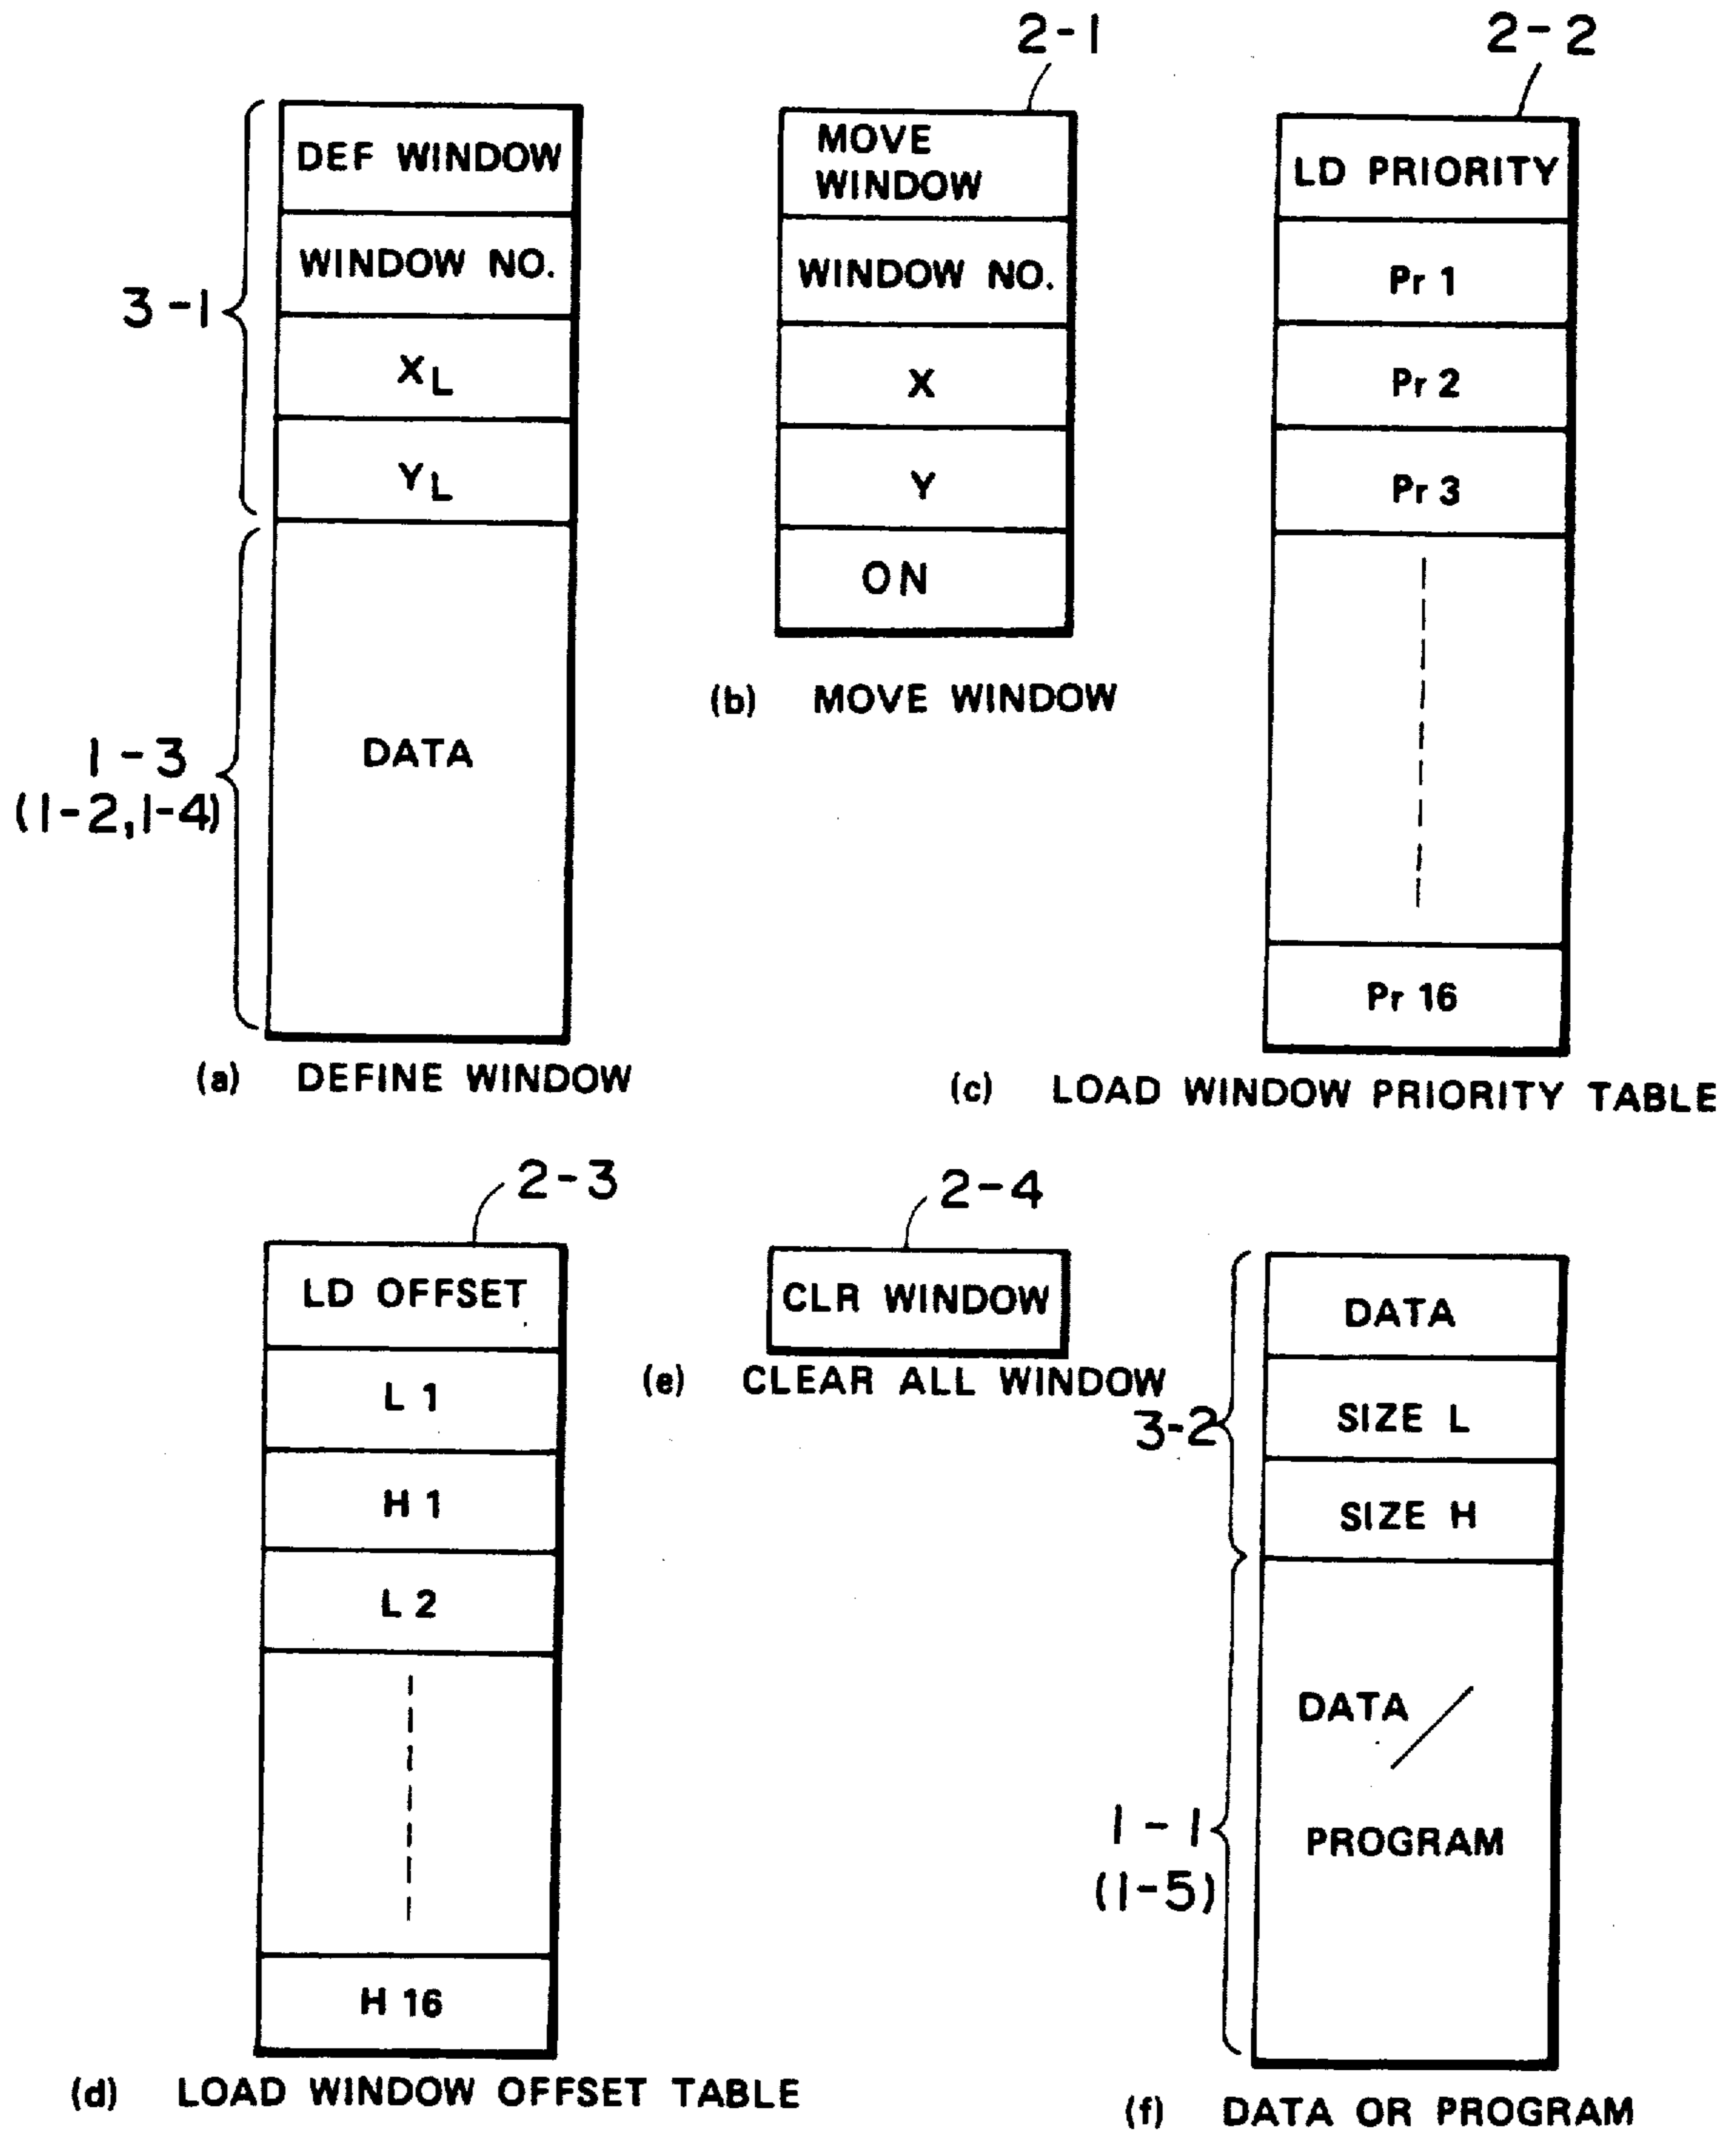 3-1
DEF WINDOW
WINDOW NO.
XL
YL
1-3
(1-2,1-4)
DATA
(a) DEFINE WINDOW
2-1
MOVE
WINDOW
WINDOW NO.
X
Y
ON
(b) MOVE WINDOW
2-2
LD PRIORITY
Pr 1
Pr 2
Pr 3
Pr 16
(c) LOAD WINDOW PRIORITY TABLE
2-3
LD OFFSET
L 1
H 1
L 2
H 16
(d) LOAD WINDOW OFFSET TABLE
2-4
CLR WINDOW
(e) CLEAR ALL WINDOW
3-2
DATA
SIZE L
SIZE H
1-1
(1-5)
DATA /
PROGRAM
(f) DATA OR PROGRAM